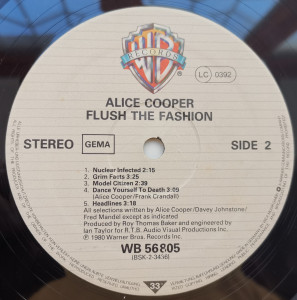 WB
RECORDS
LC 0392
ALICE COOPER
FLUSH THE FASHION
STEREO GEMA SIDE 2
1. Nuclear Infected 2:15
2. Grim Facts 3:25
3. Model Citizen 2:39
4. Dance Yourself To Death 3:05
(Alice Cooper/Frank Crandall)
5. Headlines 3:18
All selections written by Alice Cooper/Davey Johnstone/
Fred Mandel except as indicated
Produced by Roy Thomas Baker and engineered by
Ian Taylor for R.T.B. Audio Visual Productions Inc.
℗ 1980 Warner Bros. Records Inc.
WB 56805
(BSK-2-3456)
33